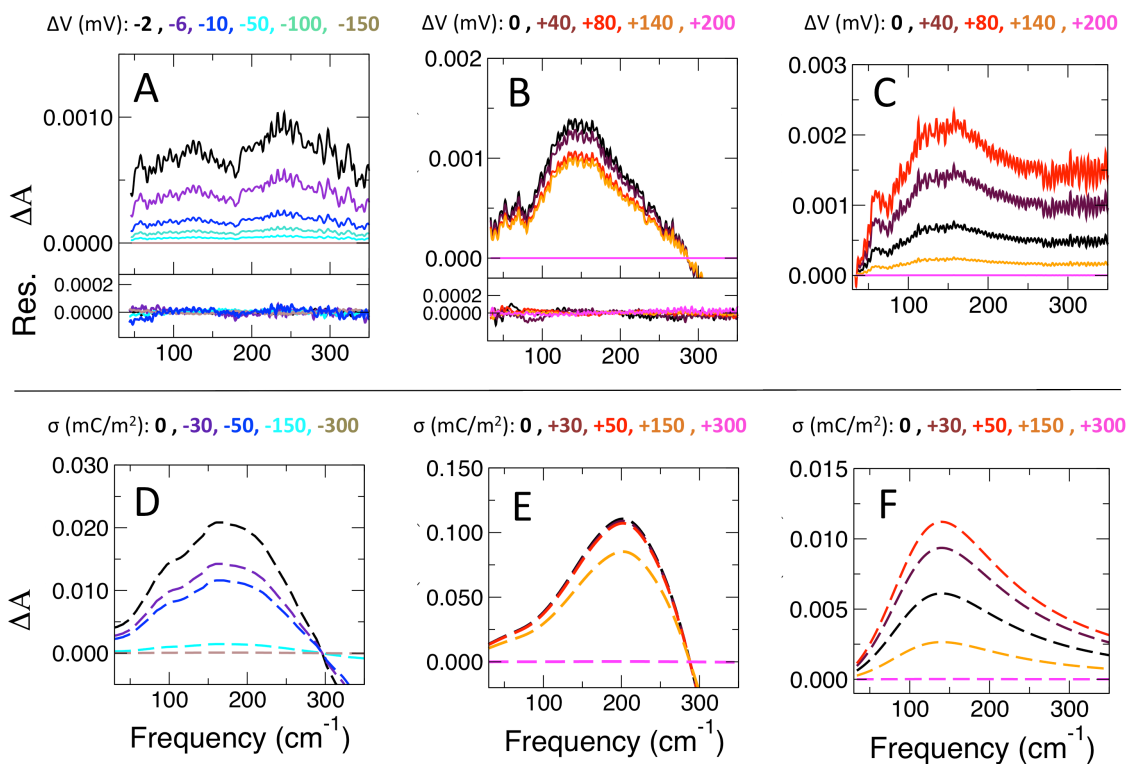 ΔV (mV): -2 , -6, -10, -50, -100, -150
ΔV (mV): 0 , +40, +80, +140 , +200
ΔV (mV): 0 , +40, +80, +140 , +200
A
0.0010
0.0000
ΔA
0.0002
0.0000
Res.
100 200 300
B
0.002
0.001
0.000
0.0002
0.0000
100 200 300
C
0.003
0.002
0.001
0.000
100 200 300
σ (mC/m²): 0 , -30, -50, -150, -300
σ (mC/m²): 0 , +30, +50, +150 , +300
σ (mC/m²): 0 , +30, +50, +150 , +300
D
0.030
0.020
0.010
0.000
ΔA
100 200 300
Frequency (cm⁻¹)
E
0.150
0.100
0.050
0.000
100 200 300
Frequency (cm⁻¹)
F
0.015
0.010
0.005
0.000
100 200 300
Frequency (cm⁻¹)